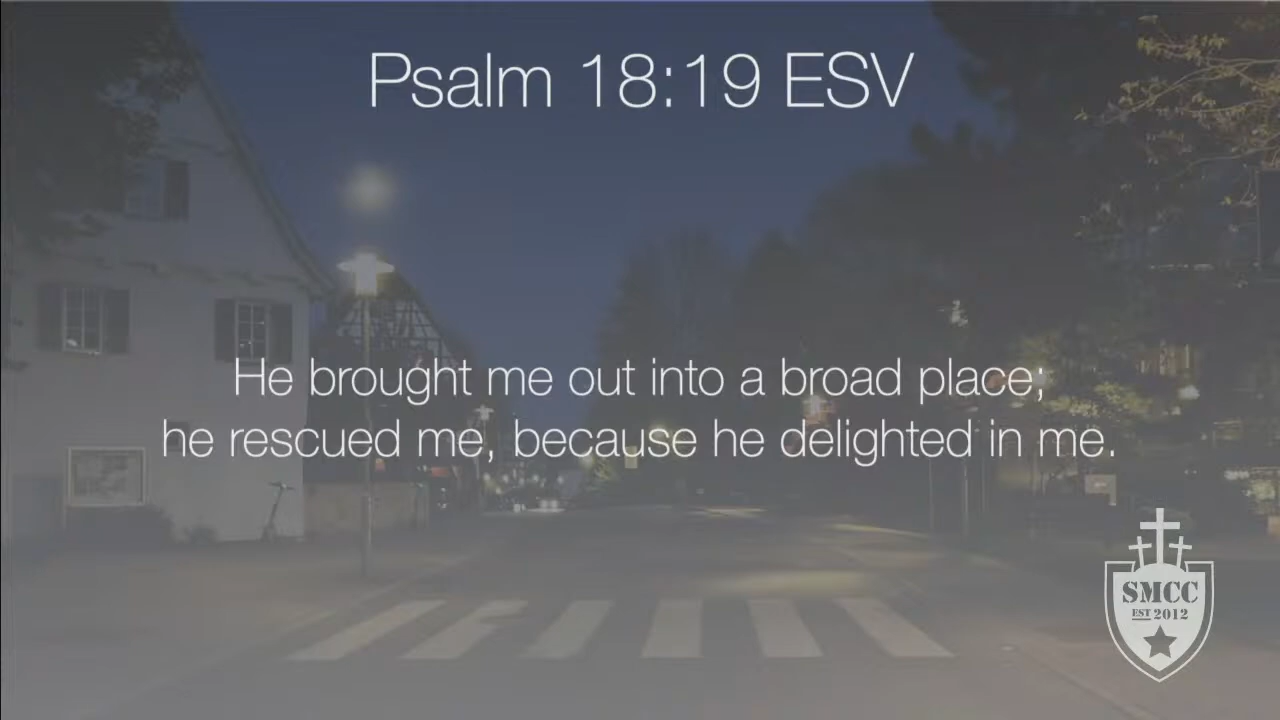 Psalm 18:19 ESV
He brought me out into a broad place;
he rescued me, because he delighted in me.
SMCC
EST 2012